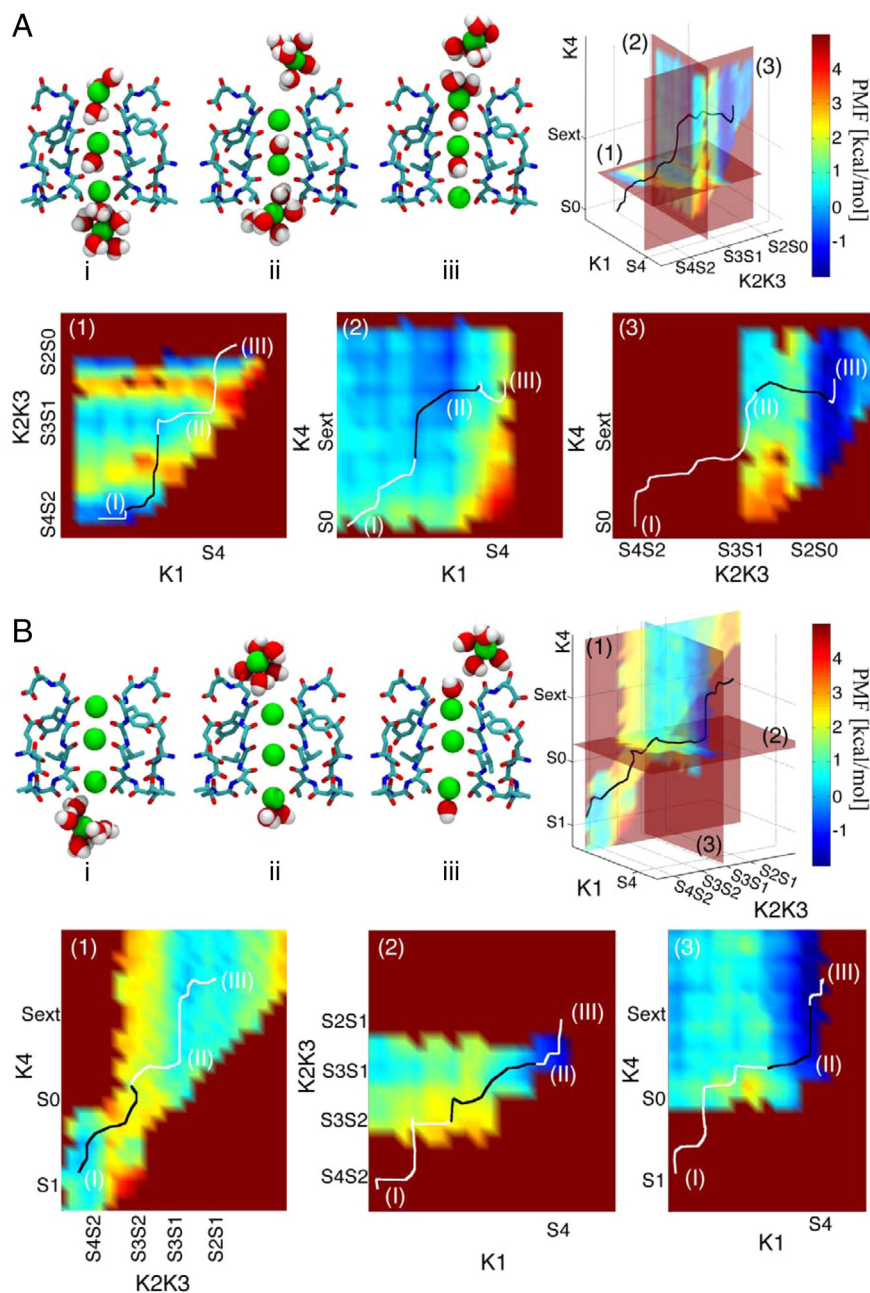 A
i
ii
iii
K4
Sext
S0
(1)
(2)
(3)
K1
S4
S4S2
S3S1
S2S0
K2K3
4
3
2
1
0
-1
PMF [kcal/mol]
(1)
(I)
(II)
(III)
S2S0
S3S1
S4S2
K2K3
S4
K1
(2)
(I)
(II)
(III)
Sext
S0
K4
S4
K1
(3)
(I)
(II)
(III)
Sext
S0
K4
S4S2
S3S1
S2S0
K2K3
B
i
ii
iii
K4
Sext
S0
S1
(1)
(2)
(3)
K1
S4
S4S2
S3S2
S3S1
S2S1
K2K3
4
3
2
1
0
-1
PMF [kcal/mol]
(1)
(I)
(II)
(III)
Sext
S0
S1
K4
S4S2
S3S2
S3S1
S2S1
K2K3
(2)
(I)
(II)
(III)
S2S1
S3S1
S3S2
S4S2
K2K3
S4
K1
(3)
(I)
(II)
(III)
Sext
S0
S1
K4
S4
K1